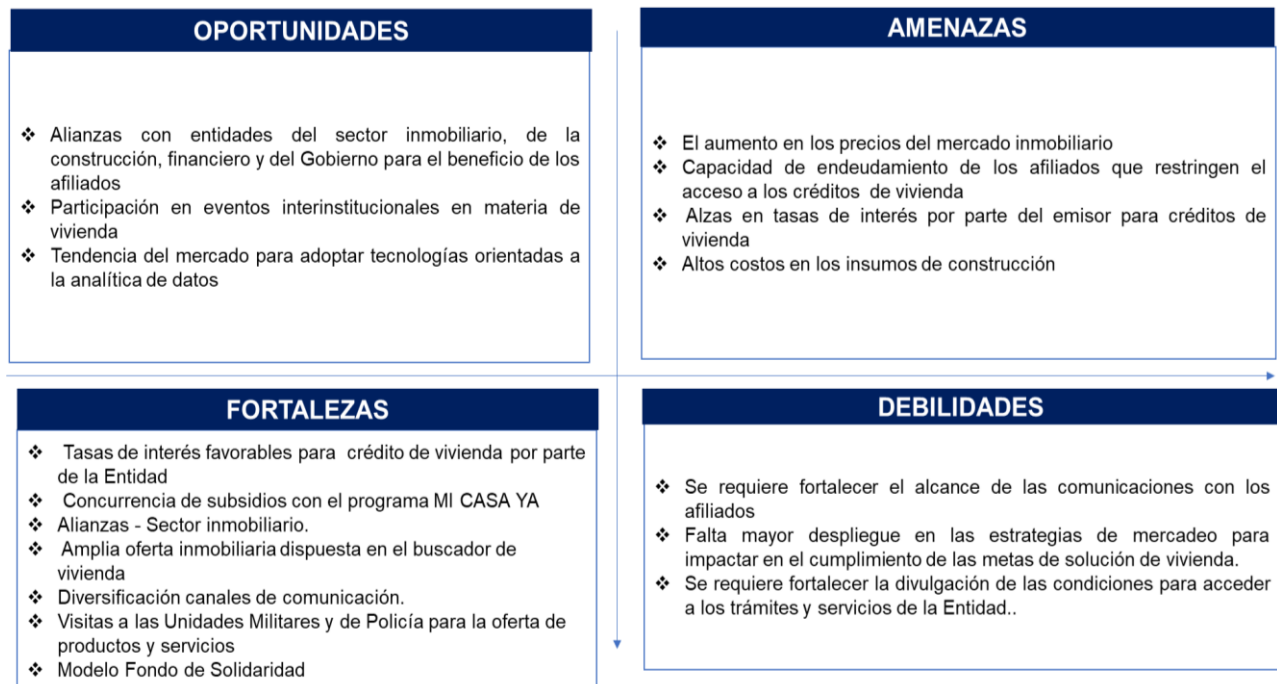 OPORTUNIDADES
❖ Alianzas con entidades del sector inmobiliario, de la
construcción, financiero y del Gobierno para el beneficio de los
afiliados
❖ Participación en eventos interinstitucionales en materia de
vivienda
❖ Tendencia del mercado para adoptar tecnologías orientadas a
la analítica de datos
AMENAZAS
❖ El aumento en los precios del mercado inmobiliario
❖ Capacidad de endeudamiento de los afiliados que restringen el
acceso a los créditos de vivienda
❖ Alzas en tasas de interés por parte del emisor para créditos de
vivienda
❖ Altos costos en los insumos de construcción
FORTALEZAS
❖ Tasas de interés favorables para crédito de vivienda por parte
de la Entidad
❖ Concurrencia de subsidios con el programa MI CASA YA
❖ Alianzas - Sector inmobiliario.
❖ Amplia oferta inmobiliaria dispuesta en el buscador de
vivienda
❖ Diversificación canales de comunicación.
❖ Visitas a las Unidades Militares y de Policía para la oferta de
productos y servicios
❖ Modelo Fondo de Solidaridad
DEBILIDADES
❖ Se requiere fortalecer el alcance de las comunicaciones con los
afiliados
❖ Falta mayor despliegue en las estrategias de mercadeo para
impactar en el cumplimiento de las metas de solución de vivienda.
❖ Se requiere fortalecer la divulgación de las condiciones para acceder
a los trámites y servicios de la Entidad..